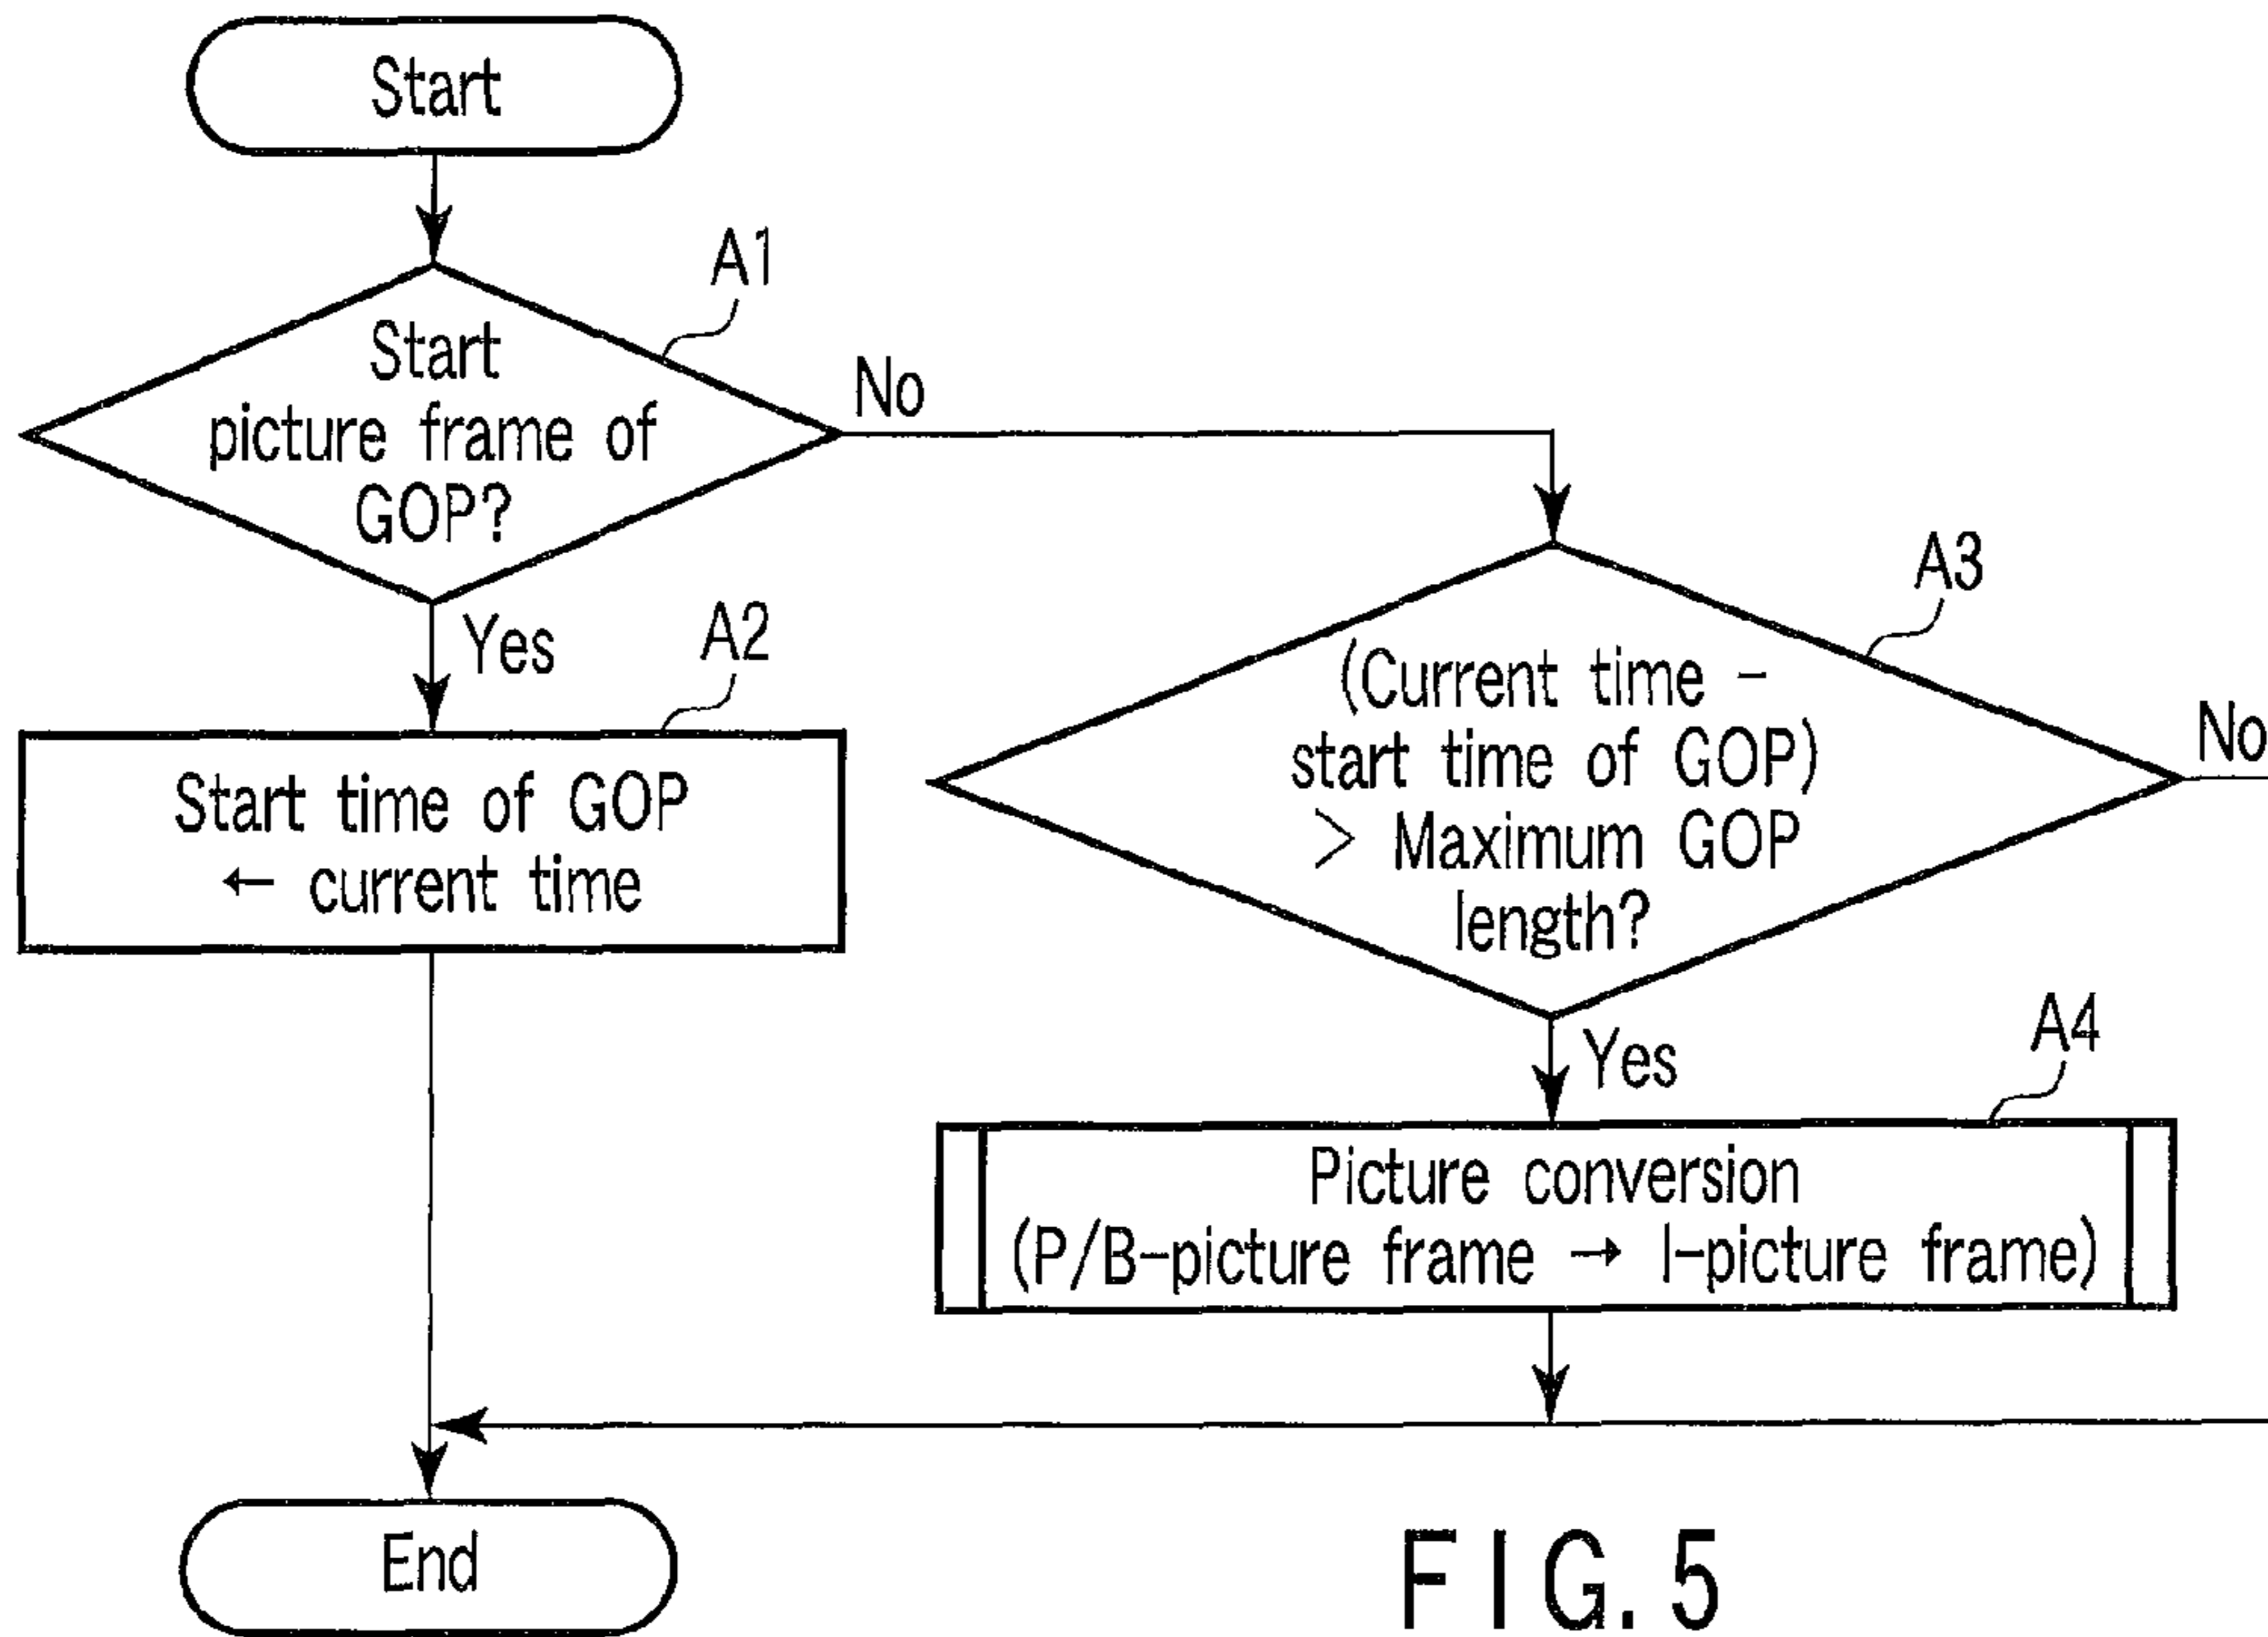 Start
A1
Start
picture frame of
GOP?
No
Yes
A2
Start time of GOP
← current time
A3
(Current time -
start time of GOP)
> Maximum GOP
length?
No
Yes
A4
Picture conversion
(P/B-picture frame → I-picture frame)
End
FIG. 5